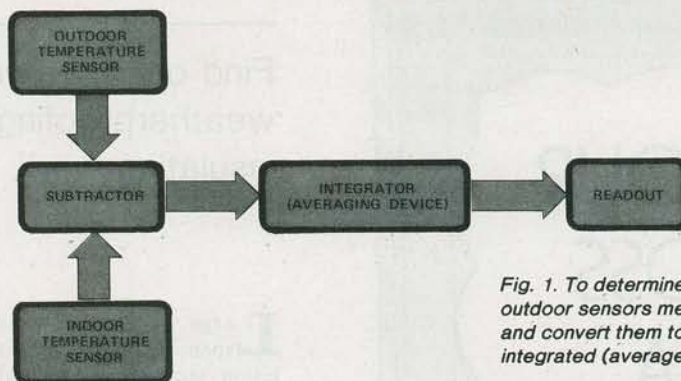 OUTDOOR
TEMPERATURE
SENSOR
SUBTRACTOR
INTEGRATOR
(AVERAGING DEVICE)
READOUT
INDOOR
TEMPERATURE
SENSOR
Fig. 1. To determine
outdoor sensors me
and convert them to
integrated (average